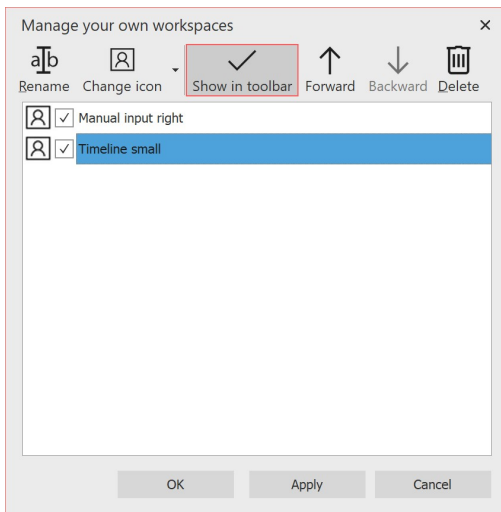 Manage your own workspaces
a b
Rename Change icon Show in toolbar Forward Backward Delete
Manual input right
Timeline small
OK Apply Cancel